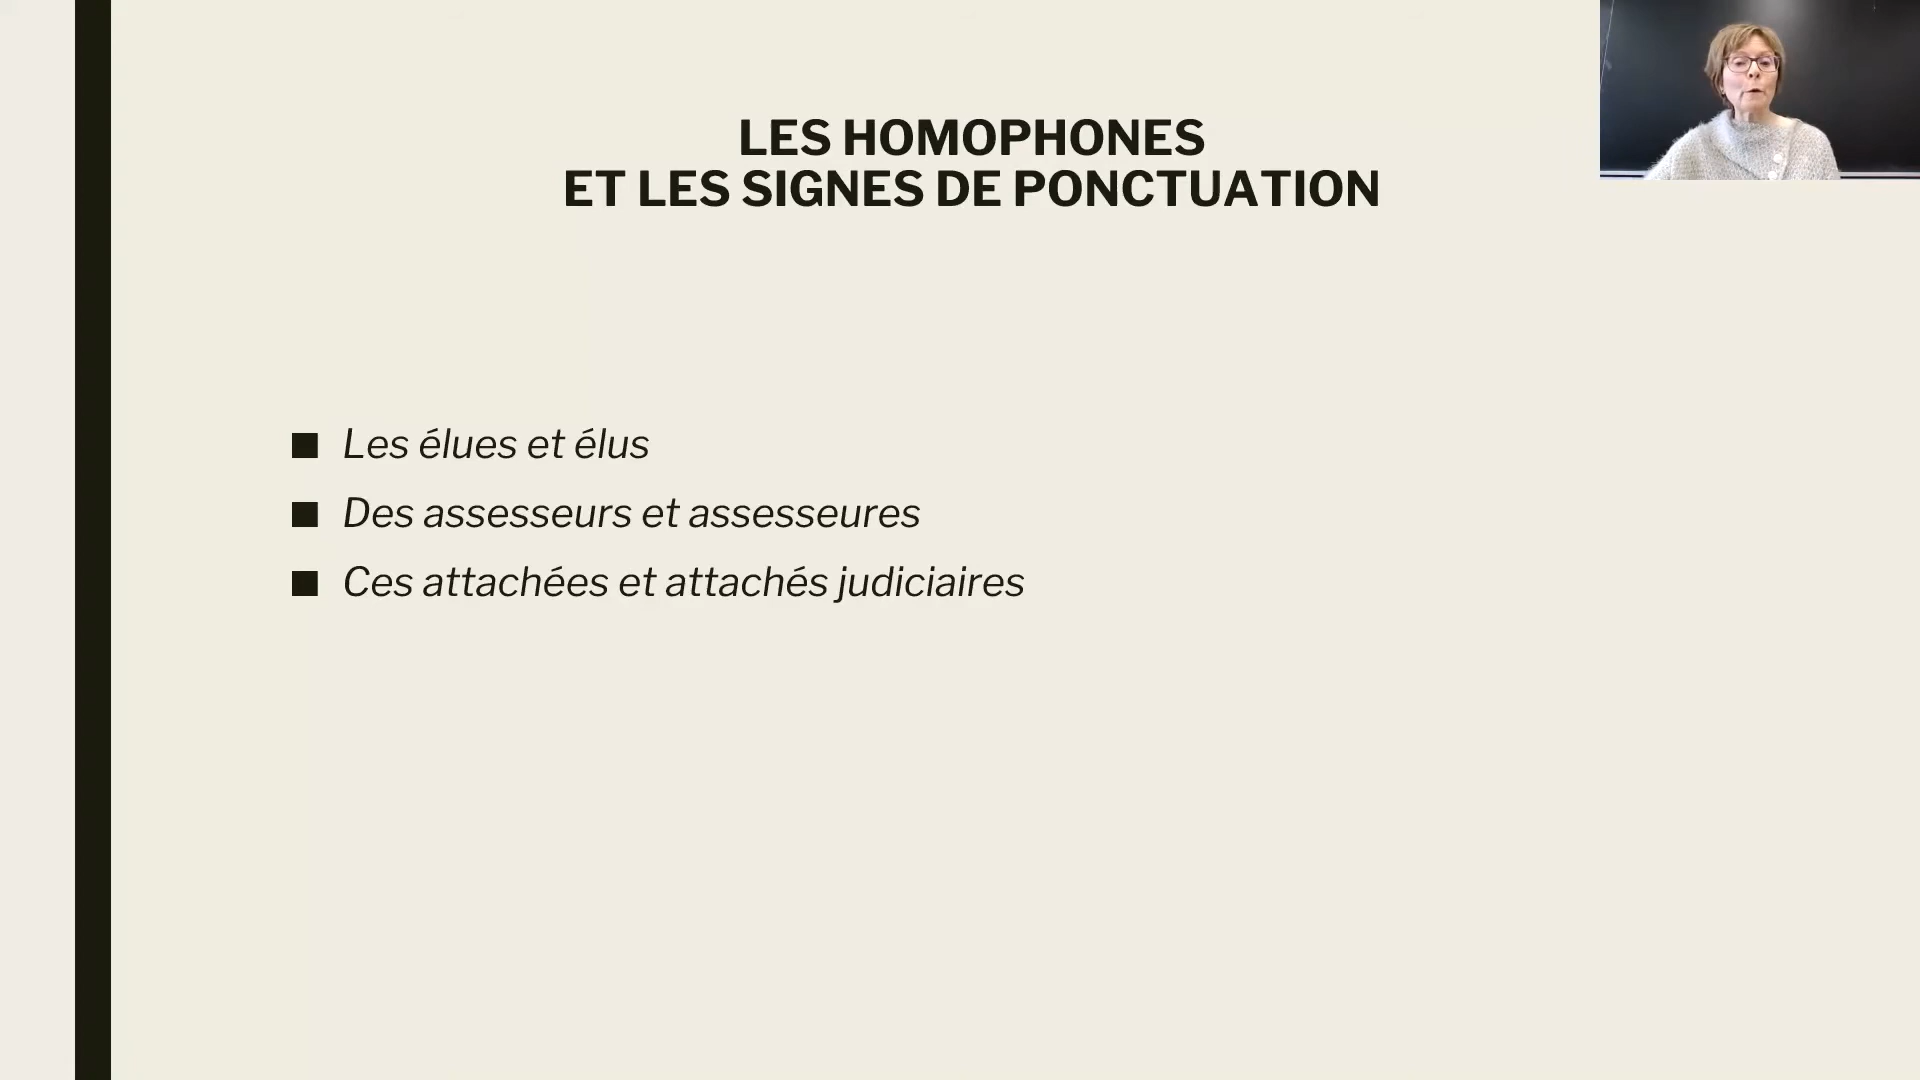 LES HOMOPHONES
ET LES SIGNES DE PONCTUATION
Les élues et élus
Des assesseurs et assesseures
Ces attachées et attachés judiciaires